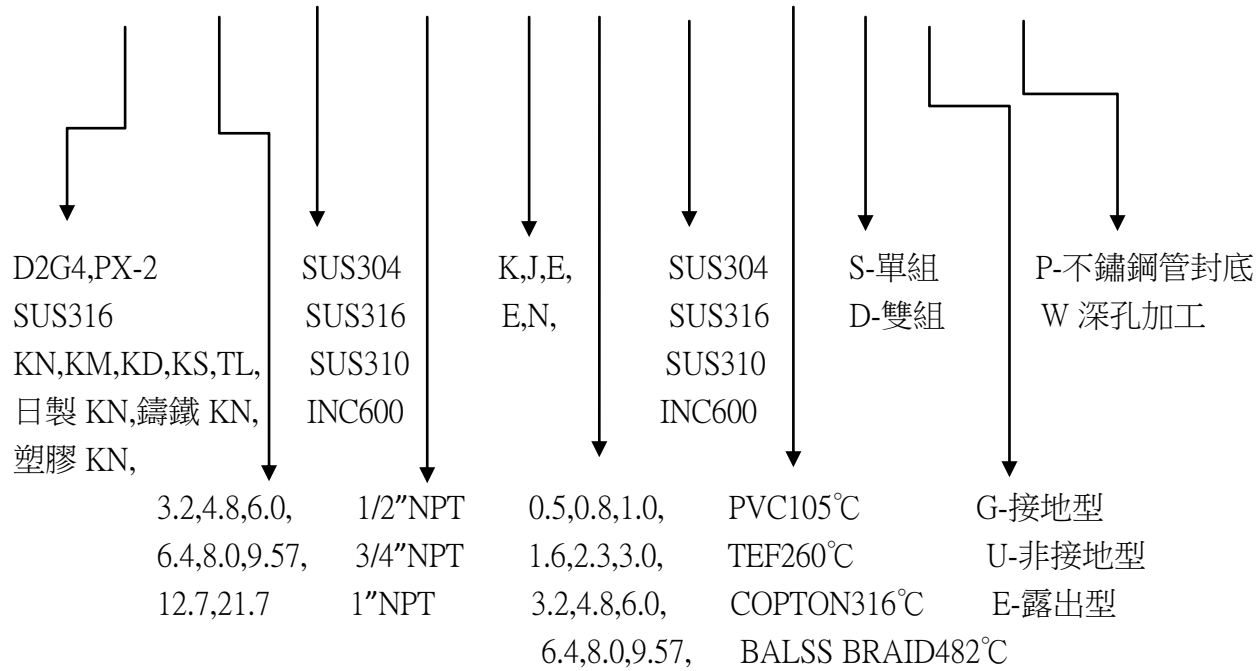 D2G4,PX-2 SUS304 K,J,E, SUS304 S-單組 P-不鏽鋼管封底
SUS316 SUS316 E,N, SUS316 D-雙組 W 深孔加工
KN,KM,KD,KS,TL, SUS310 SUS310
日製 KN,鑄鐵 KN, INC600 INC600
塑膠 KN,
3.2,4.8,6.0, 1/2”NPT 0.5,0.8,1.0, PVC105℃ G-接地型
6.4,8.0,9.57, 3/4”NPT 1.6,2.3,3.0, TEF260℃ U-非接地型
12.7,21.7 1”NPT 3.2,4.8,6.0, COPTON316℃ E-露出型
6.4,8.0,9.57, BALSS BRAID482℃